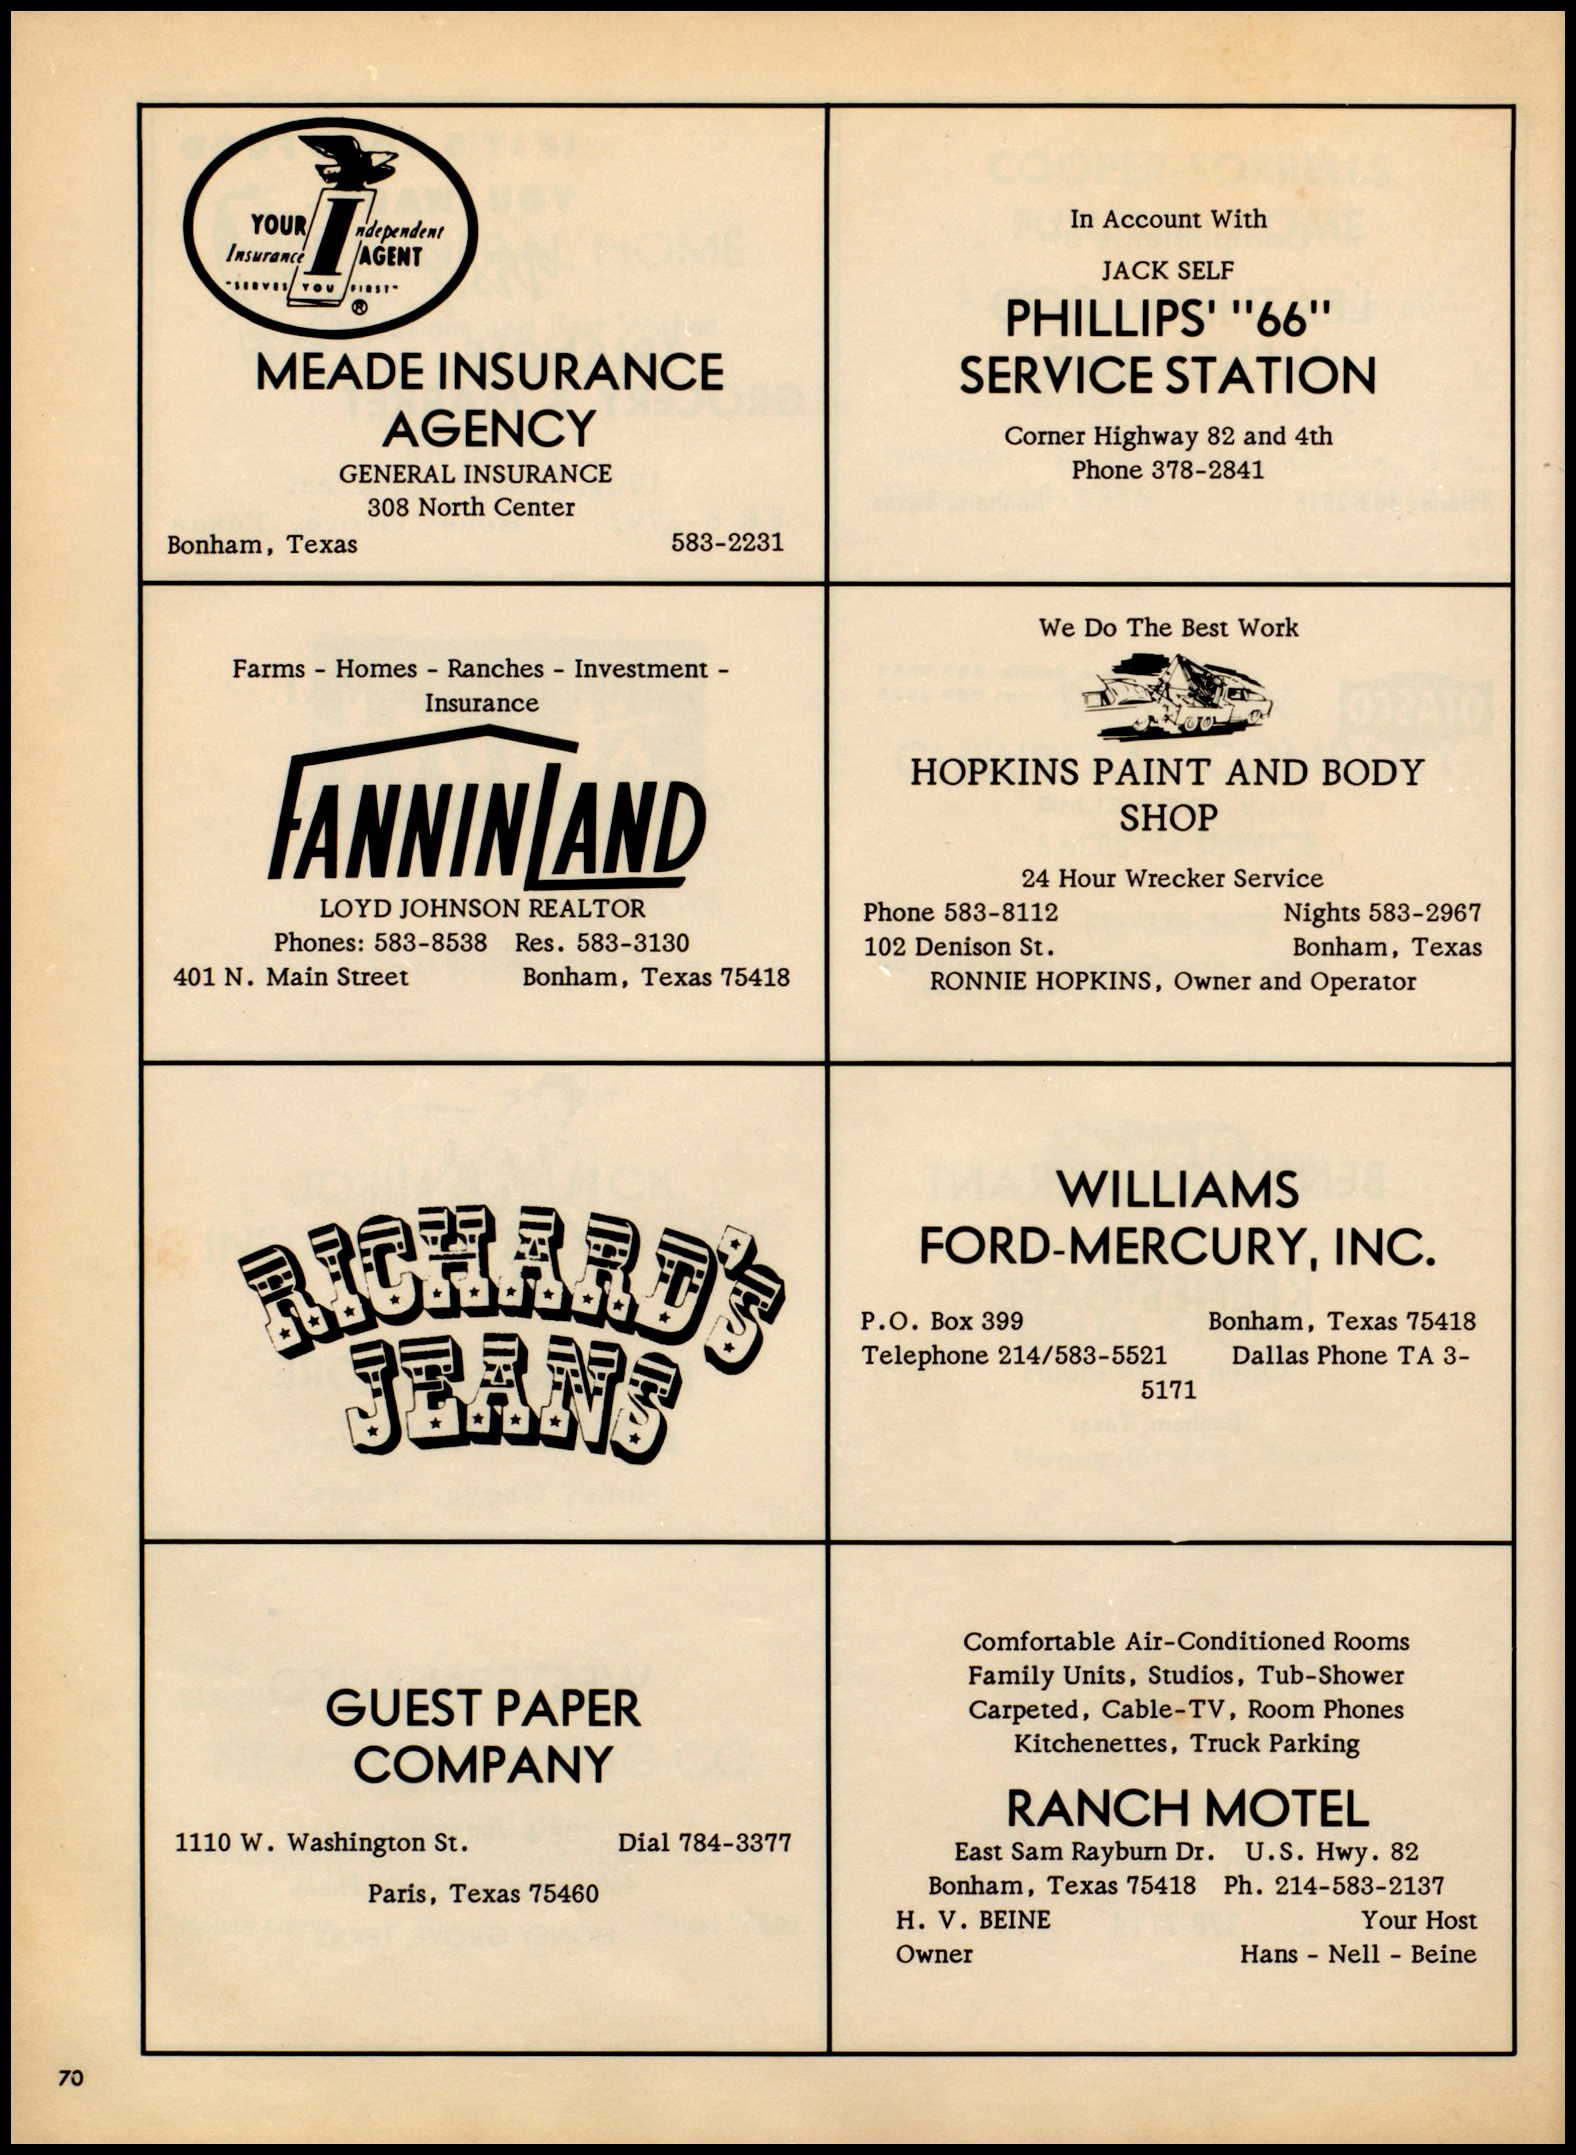 YOUR Independent
Insurance AGENT
"SERVES YOU FIRST"
®
MEADE INSURANCE
AGENCY
GENERAL INSURANCE
308 North Center
Bonham, Texas 583-2231
In Account With
JACK SELF
PHILLIPS' "66"
SERVICE STATION
Corner Highway 82 and 4th
Phone 378-2841
Farms - Homes - Ranches - Investment -
Insurance
FANNINLAND
LOYD JOHNSON REALTOR
Phones: 583-8538 Res. 583-3130
401 N. Main Street Bonham, Texas 75418
We Do The Best Work
HOPKINS PAINT AND BODY
SHOP
24 Hour Wrecker Service
Phone 583-8112 Nights 583-2967
102 Denison St. Bonham, Texas
RONNIE HOPKINS, Owner and Operator
RICHARD'S
JEANS
WILLIAMS
FORD-MERCURY, INC.
P.O. Box 399 Bonham, Texas 75418
Telephone 214/583-5521 Dallas Phone TA 3-
5171
GUEST PAPER
COMPANY
1110 W. Washington St. Dial 784-3377
Paris, Texas 75460
Comfortable Air-Conditioned Rooms
Family Units, Studios, Tub-Shower
Carpeted, Cable-TV, Room Phones
Kitchenettes, Truck Parking
RANCH MOTEL
East Sam Rayburn Dr. U.S. Hwy. 82
Bonham, Texas 75418 Ph. 214-583-2137
H. V. BEINE Your Host
Owner Hans - Nell - Beine
70